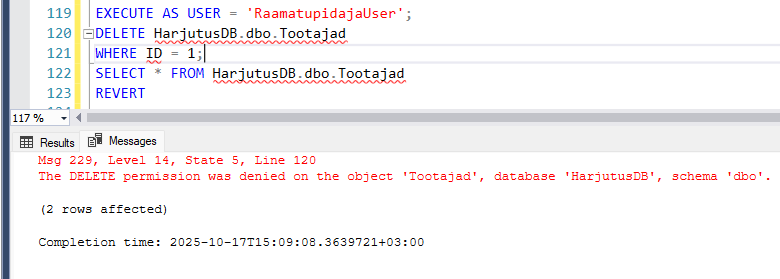 119 EXECUTE AS USER = 'RaamatupidajaUser';
120 DELETE HarjutusDB.dbo.Tootajad
121 WHERE ID = 1;
122 SELECT * FROM HarjutusDB.dbo.Tootajad
123 REVERT
117 %
Results Messages
Msg 229, Level 14, State 5, Line 120
The DELETE permission was denied on the object 'Tootajad', database 'HarjutusDB', schema 'dbo'.
(2 rows affected)
Completion time: 2025-10-17T15:09:08.3639721+03:00